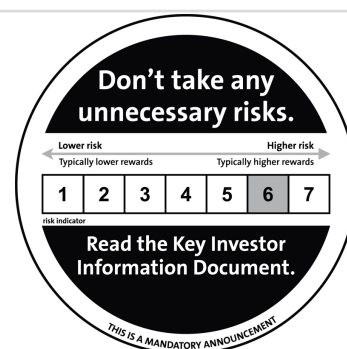 Don't take any
unnecessary risks.
Lower risk Higher risk
Typically lower rewards Typically higher rewards
1 2 3 4 5 6 7
risk indicator
Read the Key Investor
Information Document.
THIS IS A MANDATORY ANNOUNCEMENT